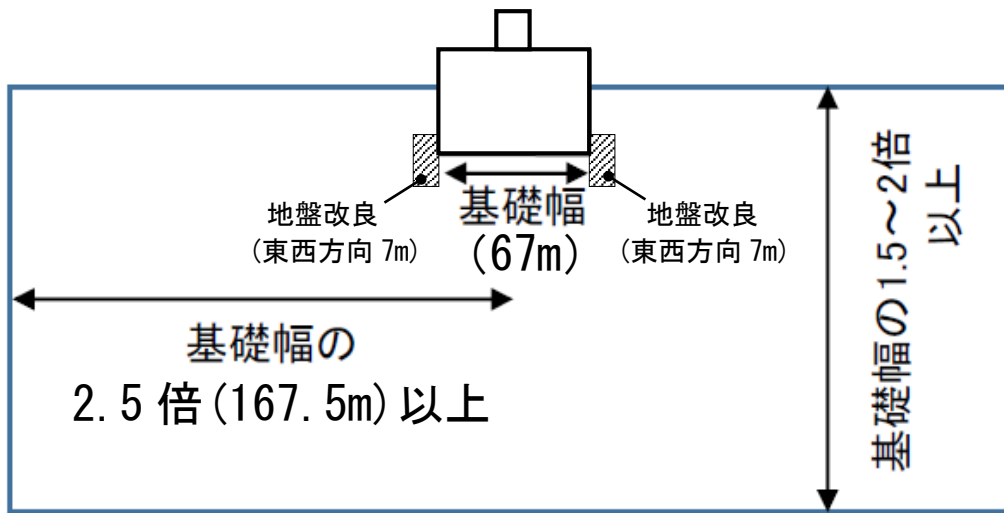 地盤改良
(東西方向 7m)
基礎幅
(67m)
地盤改良
(東西方向 7m)
基礎幅の
2.5 倍(167.5m)以上
基礎幅の1.5～2倍
以上